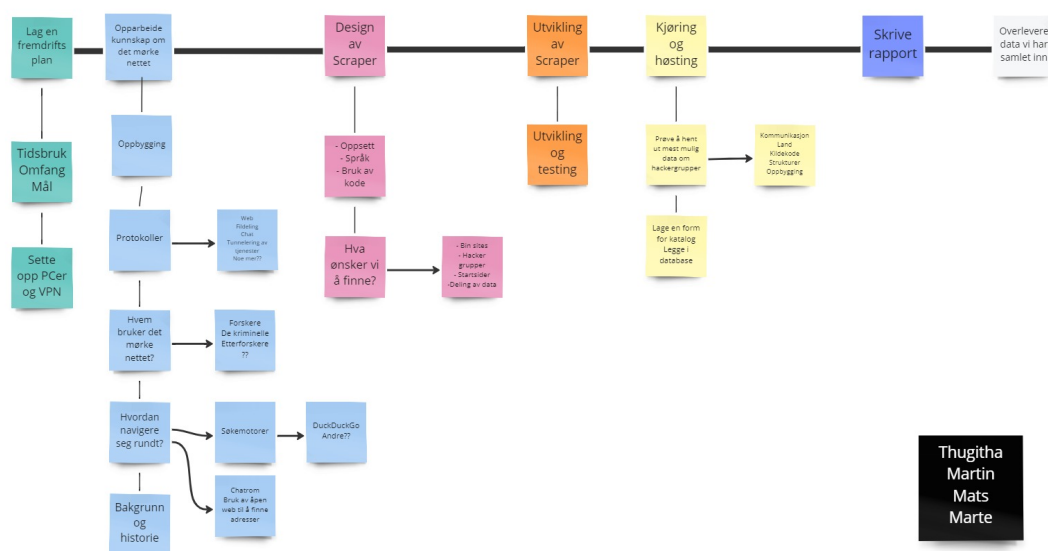 Lag en
fremdrifts
plan
Opparbeide
kunnskap om
det mørke
nettet
Design
av
Scraper
Utvikling
av
Scraper
Kjøring
og
høsting
Skrive
rapport
Overlevere
data vi har
samlet inn
Tidsbruk
Omfang
Mål
Sette
opp PCer
og VPN
Oppbygging
Protokoller
Web
Fildeling
Chat
Tunnelering av
tjenester
Noe mer??
Hvem
bruker det
mørke
nettet?
Forskere
De kriminelle
Etterforskere
??
Hvordan
navigere
seg rundt?
Søkemotorer
DuckDuckGo
Andre??
Chatrom
Bruk av åpen
web til å finne
adresser
Bakgrunn
og
historie
- Oppsett
- Språk
- Bruk av
kode
Hva
ønsker vi
å finne?
- Bin sites
- Hacker
grupper
- Startsider
-Deling av data
Utvikling
og
testing
Prøve å hent
ut mest mulig
data om
hackergrupper
Kommunikasjon
Land
Kildekode
Strukturer
Oppbygging
Lage en form
for katalog
Legge i
database
Thugitha
Martin
Mats
Marte